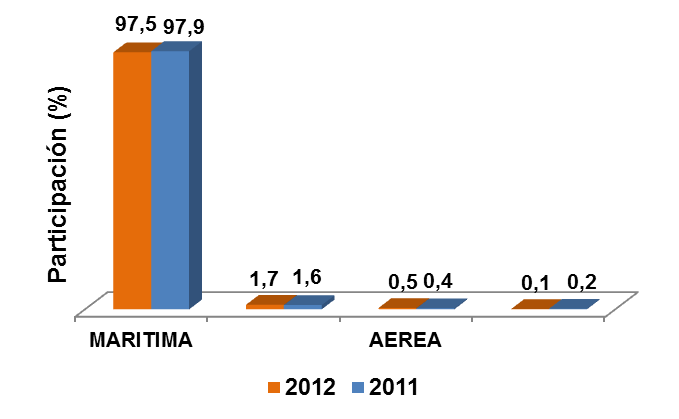 97,5 97,9
1,7 1,6
0,5 0,4
0,1 0,2
Participación (%)
MARITIMA AEREA
2012 2011